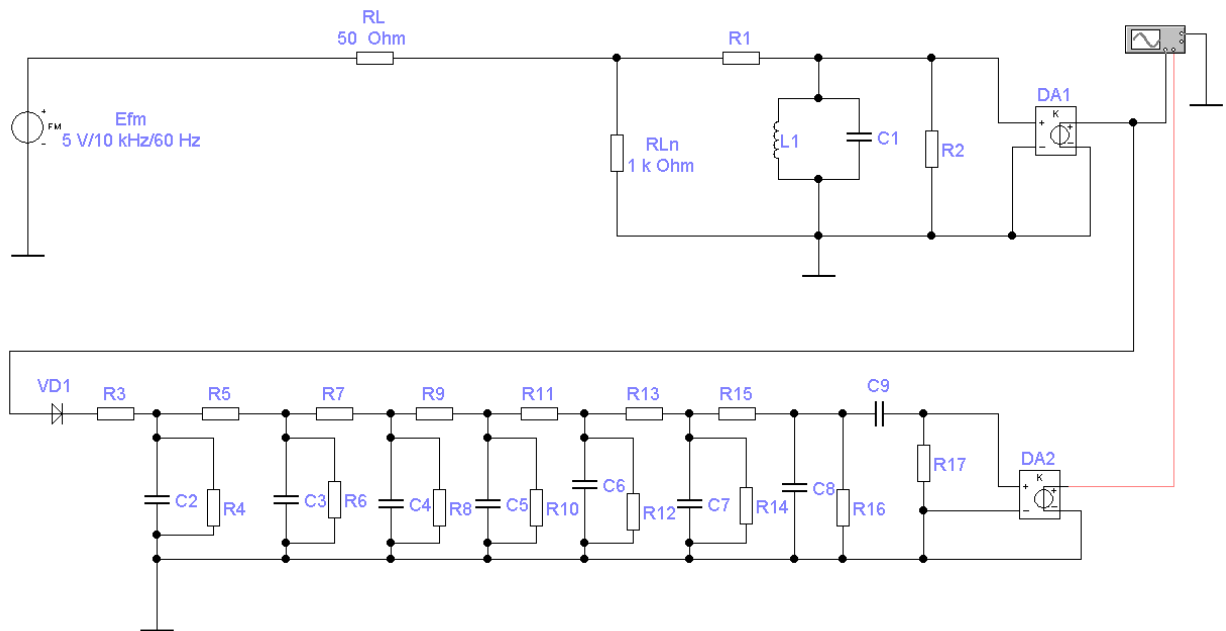 RL
50 Ohm
R1
FM
Efm
5 V/10 kHz/60 Hz
RLn
1 k Ohm
L1
C1
R2
DA1
K
VD1
R3
R5
R7
R9
R11
R13
R15
C9
C2
R4
C3
R6
C4
R8
C5
R10
C6
R12
C7
R14
C8
R16
R17
DA2
K